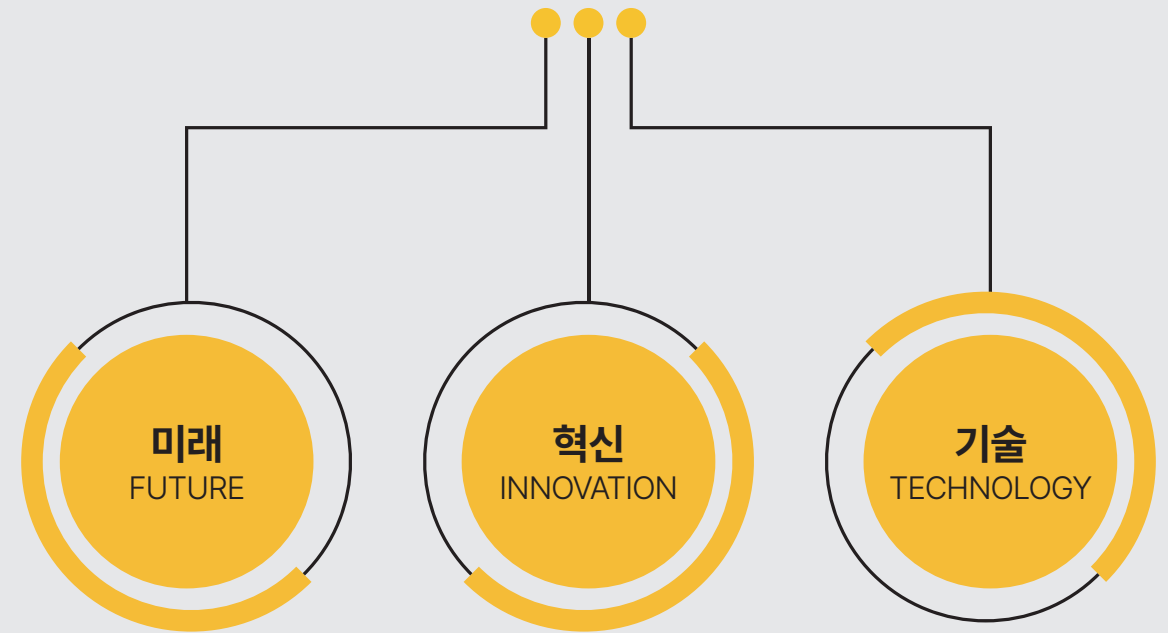 미래
FUTURE
혁신
INNOVATION
기술
TECHNOLOGY